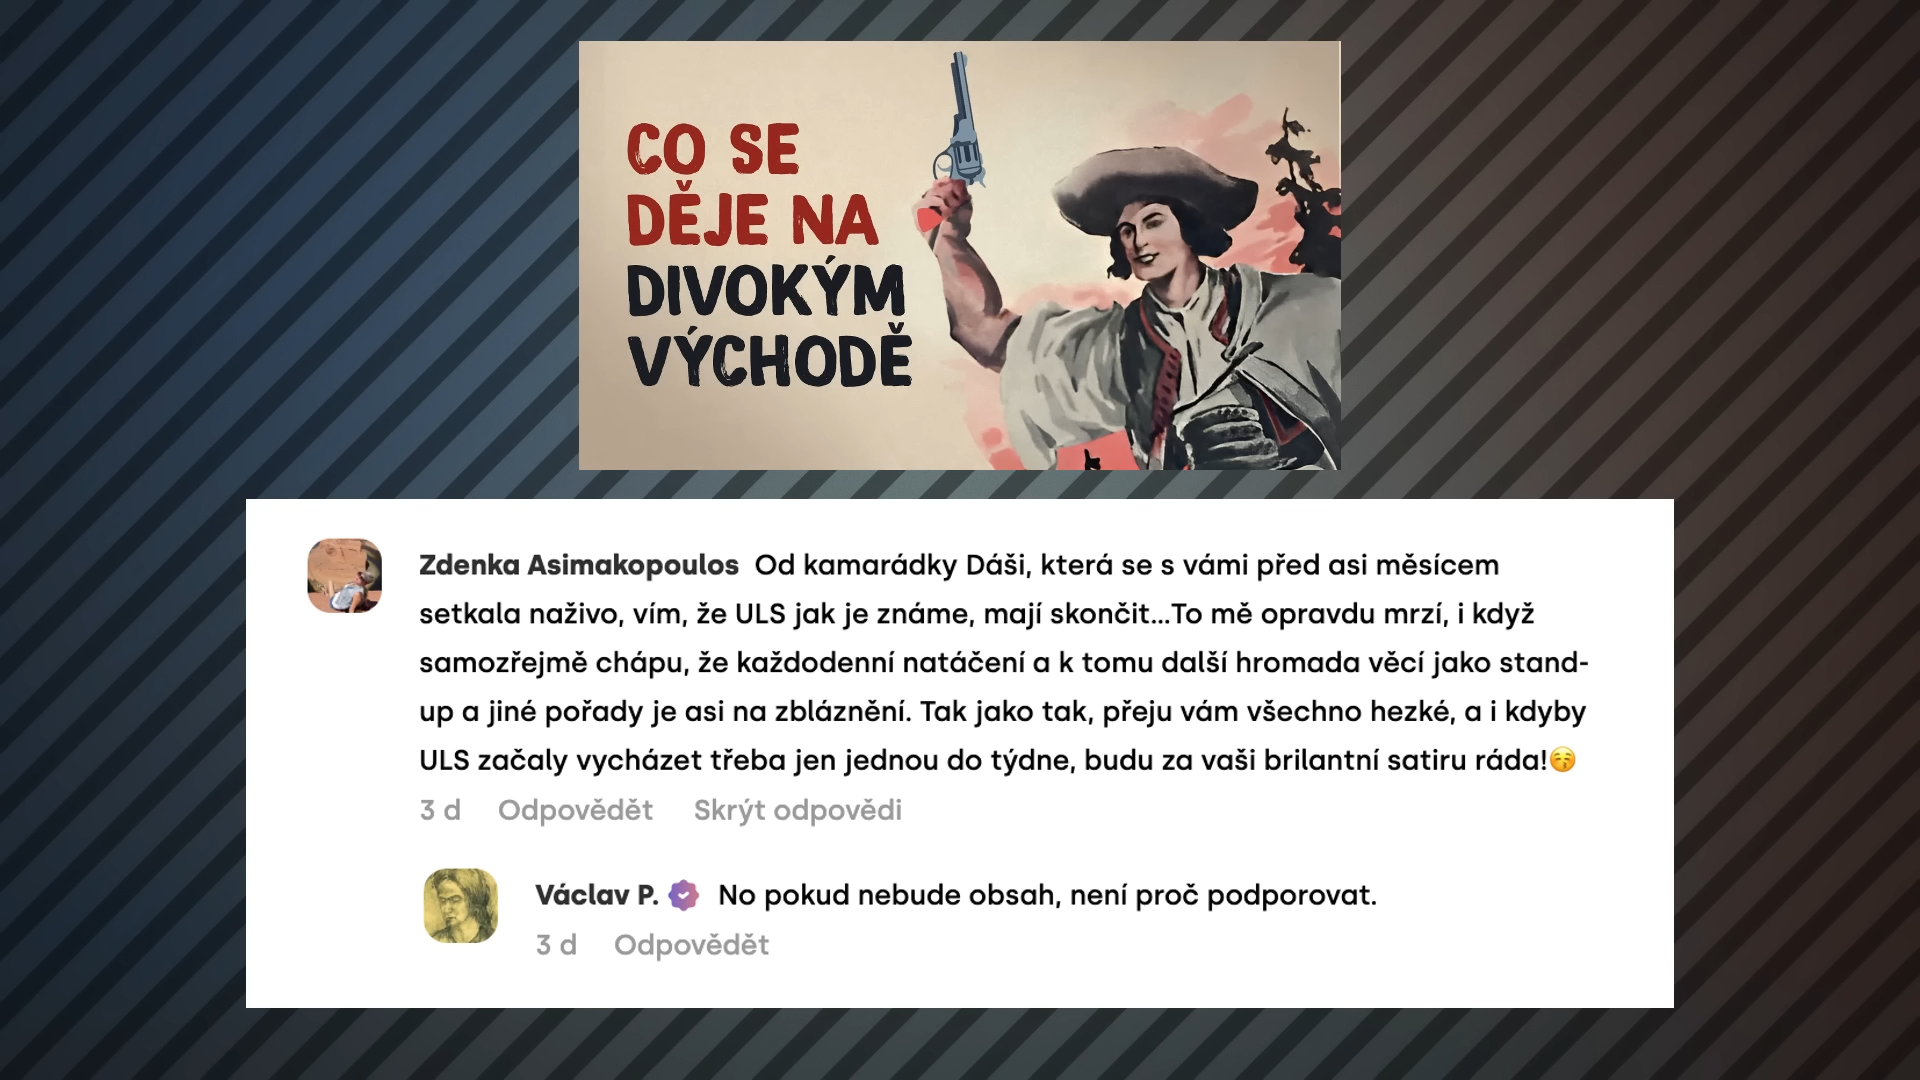 CO SE
DĚJE NA
DIVOKÝM
VÝCHODĚ
Zdenka Asimakopoulos Od kamarádky Dáši, která se s vámi před asi měsícem
setkala naživo, vím, že ULS jak je známe, mají skončit...To mě opravdu mrzí, i když
samozřejmě chápu, že každodenní natáčení a k tomu další hromada věcí jako stand-
up a jiné pořady je asi na zbláznění. Tak jako tak, přeju vám všechno hezké, a i kdyby
ULS začaly vycházet třeba jen jednou do týdne, budu za vaši brilantní satiru ráda!😚
3 d Odpovědět Skrýt odpovědi
Václav P. No pokud nebude obsah, není proč podporovat.
3 d Odpovědět